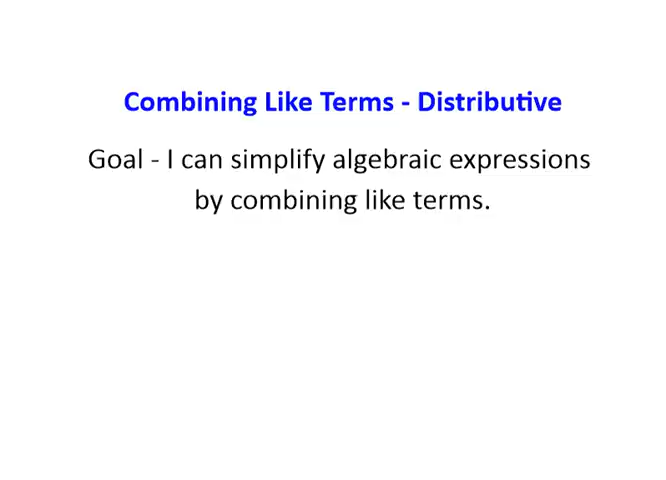 Combining Like Terms - Distributive
Goal - I can simplify algebraic expressions
by combining like terms.